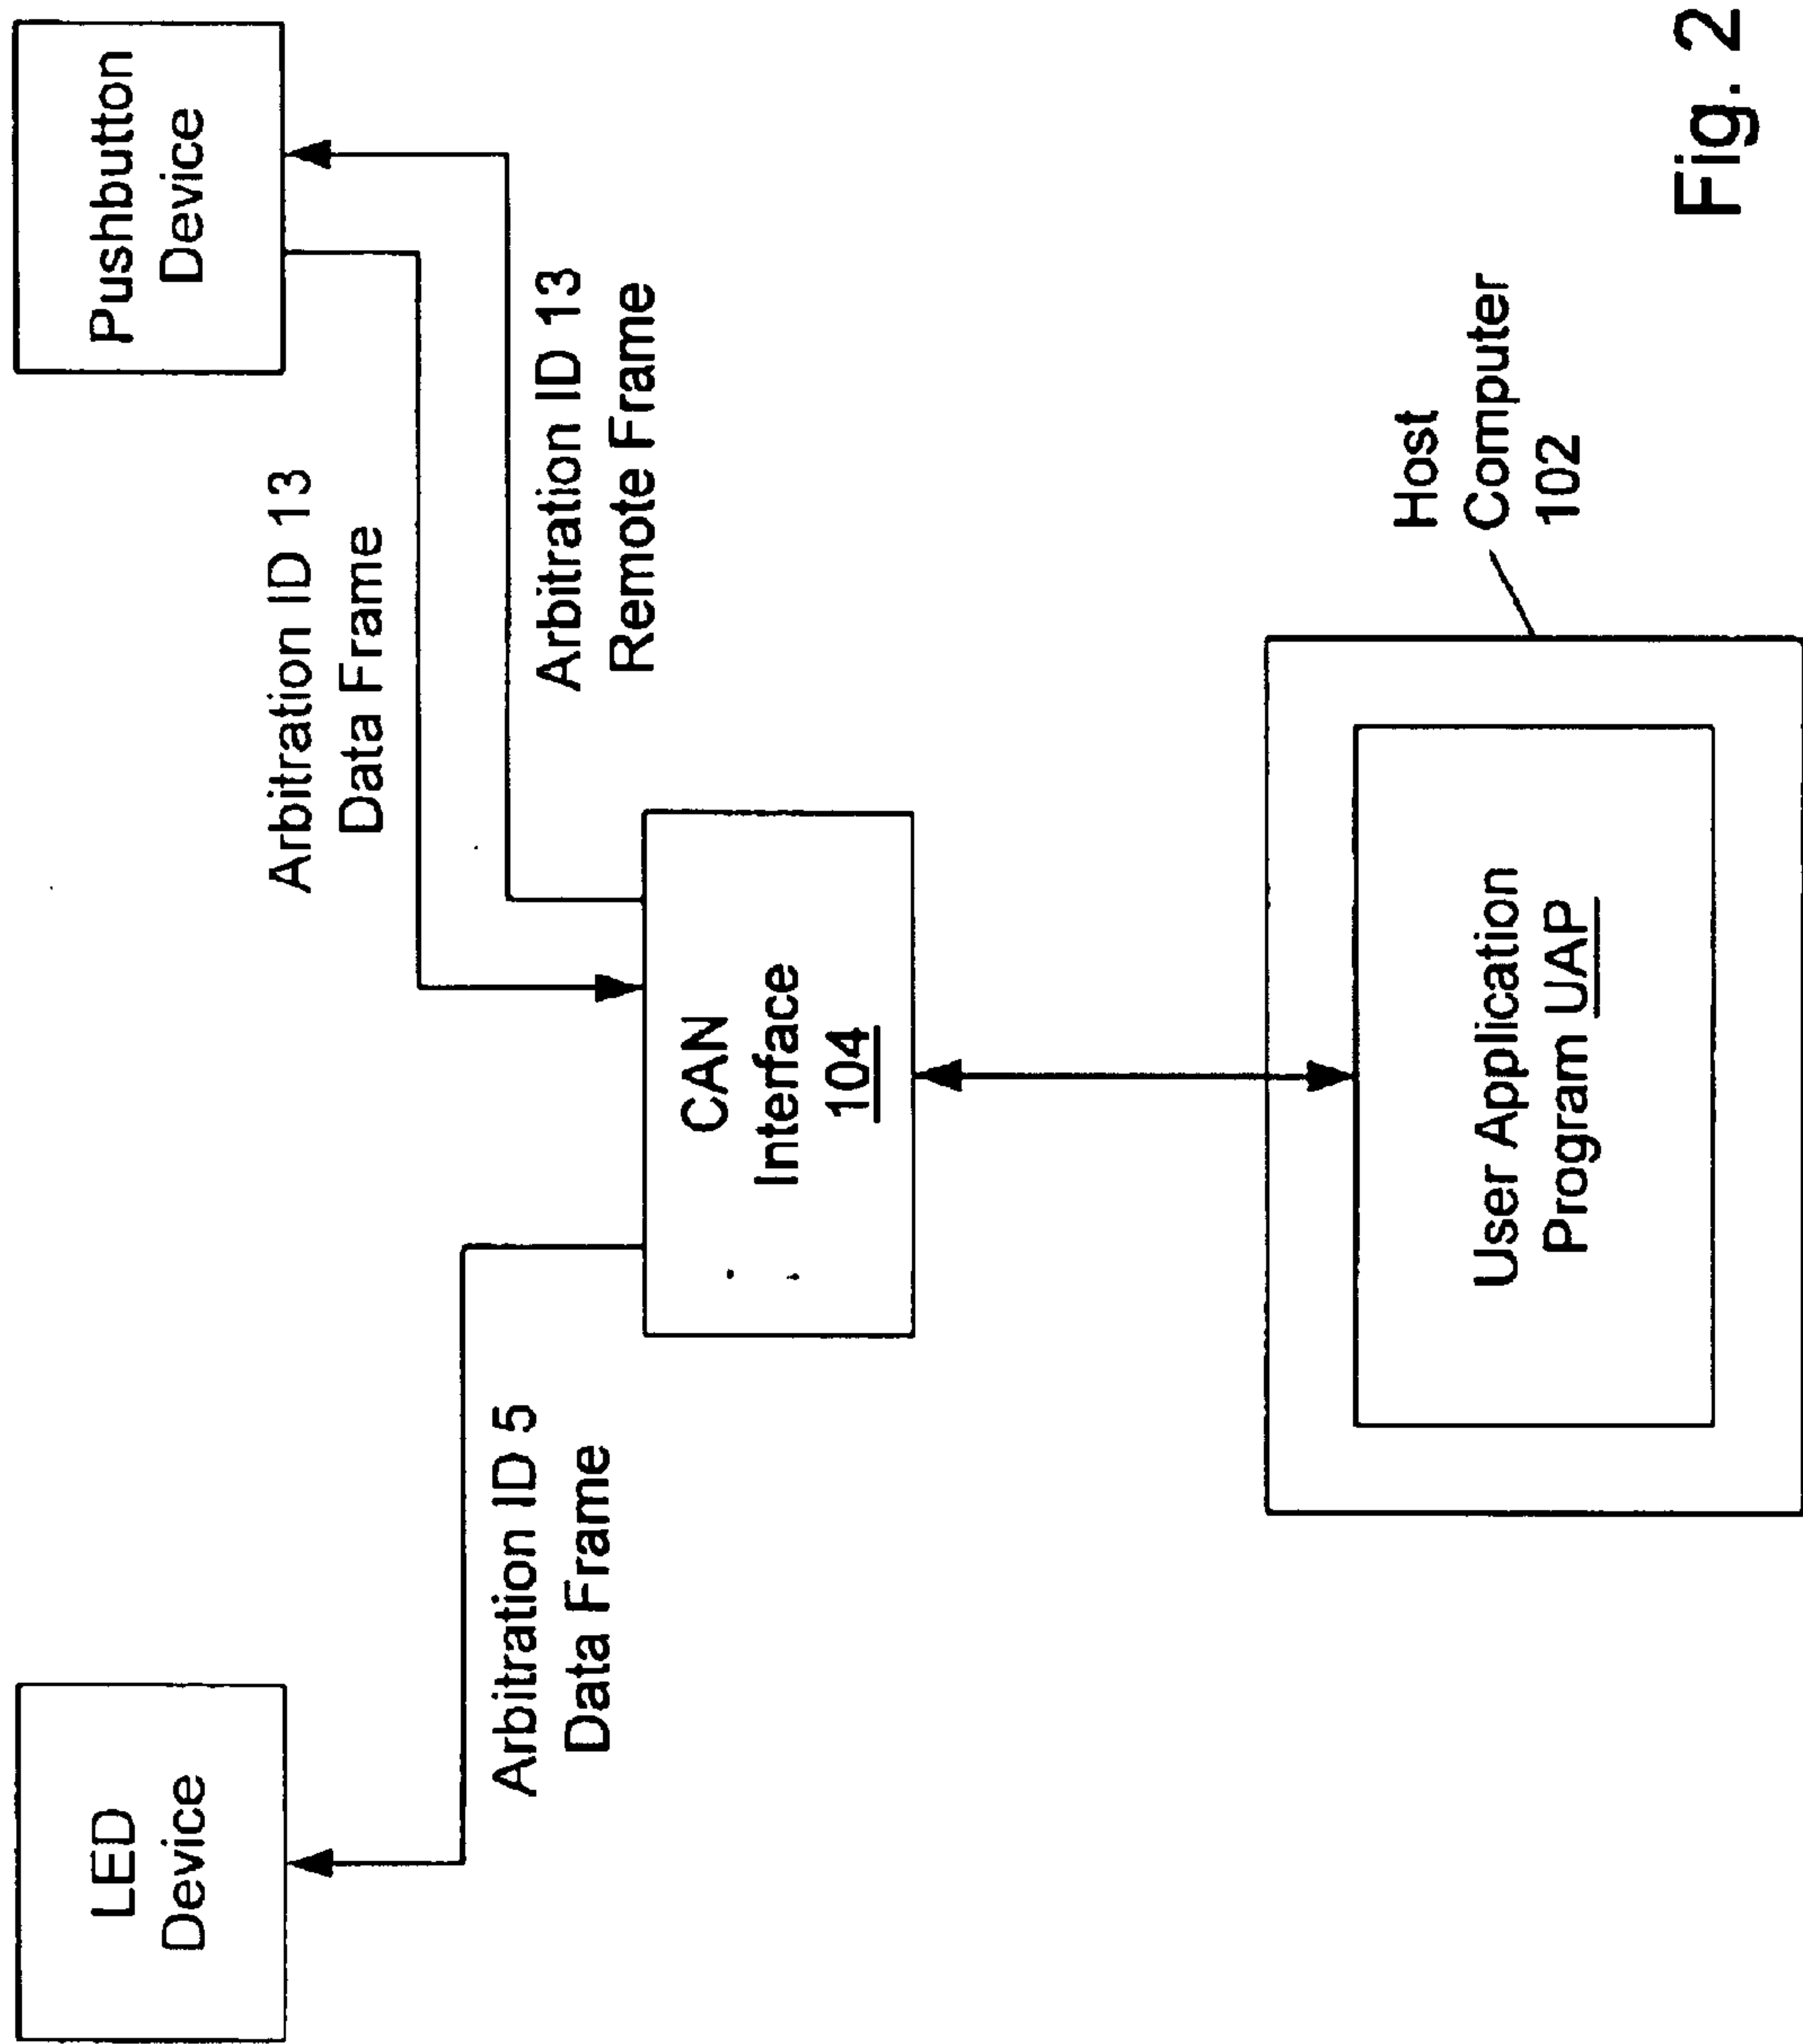 LED
Device
Pushbutton
Device
Arbitration ID 13
Data Frame
Arbitration ID 5
Data Frame
Arbitration ID 13
Remote Frame
CAN
Interface
104
Host
Computer
102
User Application
Program UAP
Fig. 2